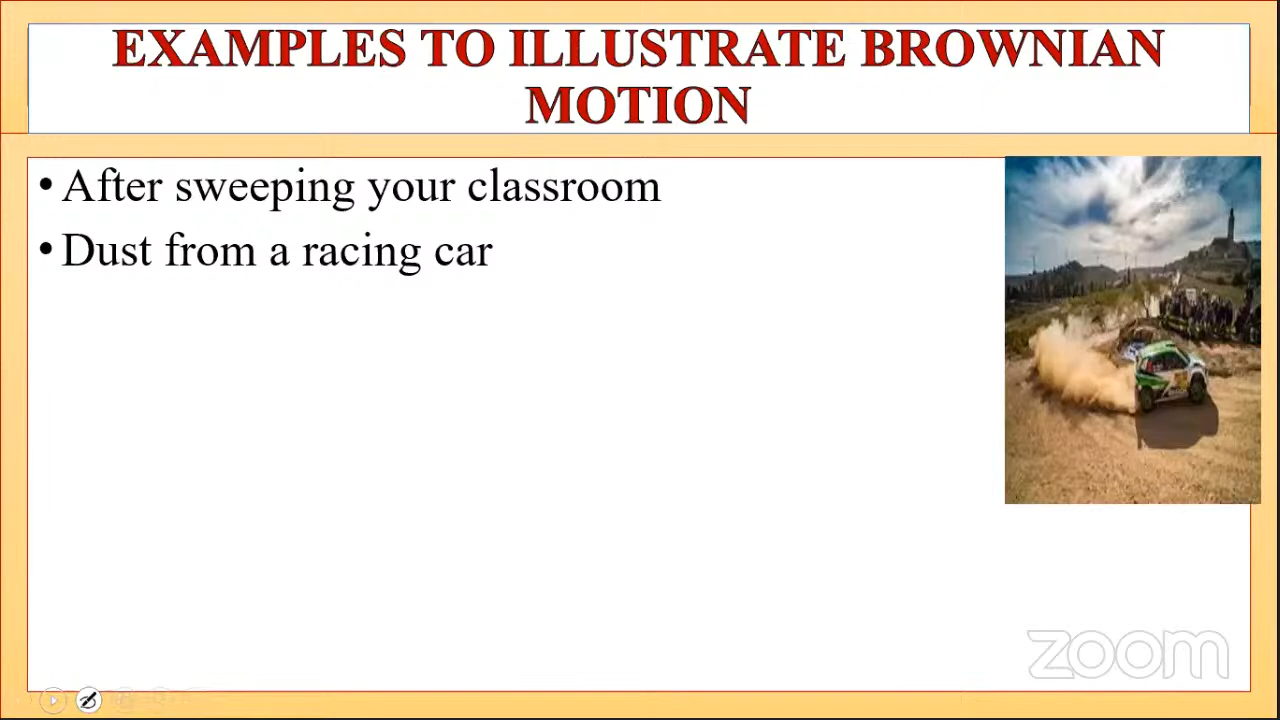 EXAMPLES TO ILLUSTRATE BROWNIAN
MOTION
• After sweeping your classroom
• Dust from a racing car
zoom